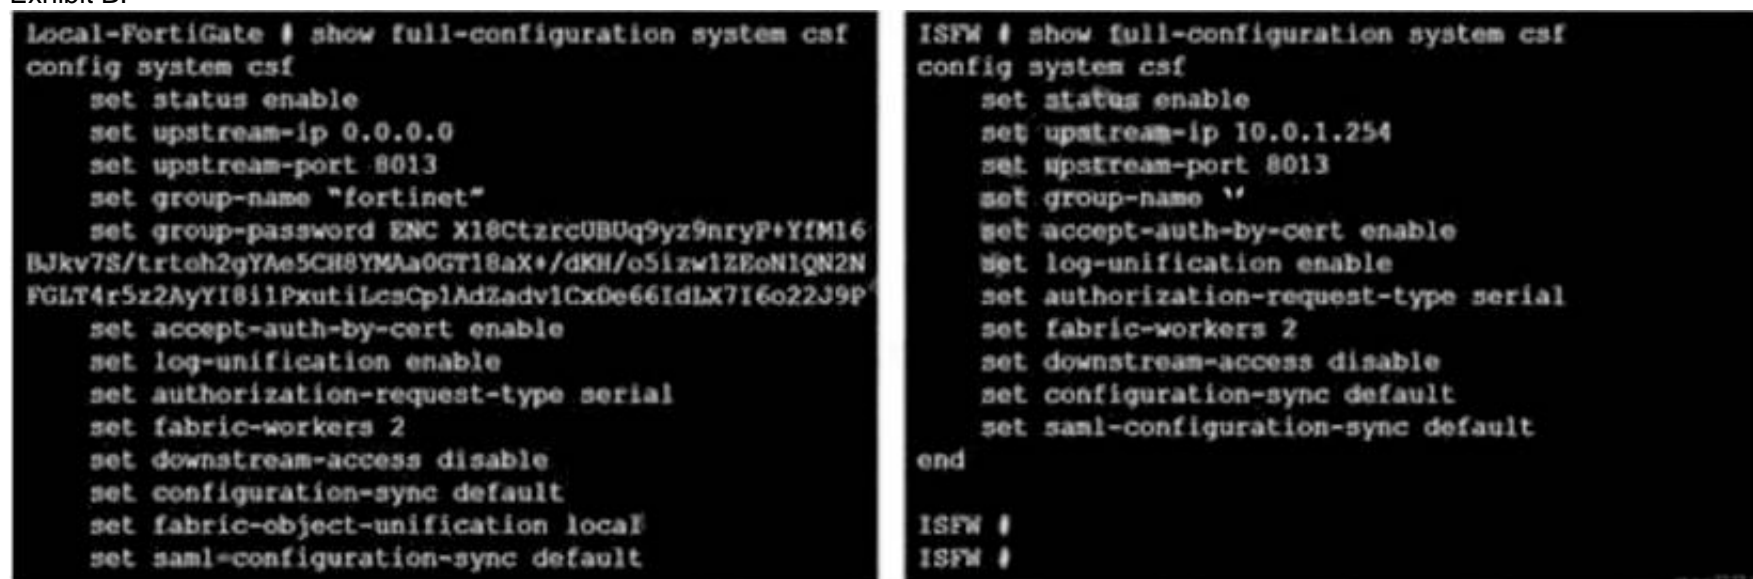 Local-FortiGate # show full-configuration system csf
config system csf
set status enable
set upstream-ip 0.0.0.0
set upstream-port 8013
set group-name "fortinet"
set group-password ENC X18CtzrcUBUq9yz9nryP+YfM16
BJkv7S/trtoh2gYAe5CH8YMAa0GT18aX+/dKH/o5izw1ZEoN1QN2N
FGLT4r5z2AyYI8i1PxutiLcsCp1AdZadv1CxDe66IdLX7I6o22J9P
set accept-auth-by-cert enable
set log-unification enable
set authorization-request-type serial
set fabric-workers 2
set downstream-access disable
set configuration-sync default
set fabric-object-unification local
set saml-configuration-sync default
ISFW # show full-configuration system csf
config system csf
set status enable
set upstream-ip 10.0.1.254
set upstream-port 8013
set group-name ''
set accept-auth-by-cert enable
set log-unification enable
set authorization-request-type serial
set fabric-workers 2
set downstream-access disable
set configuration-sync default
set saml-configuration-sync default
end
ISFW #
ISFW #